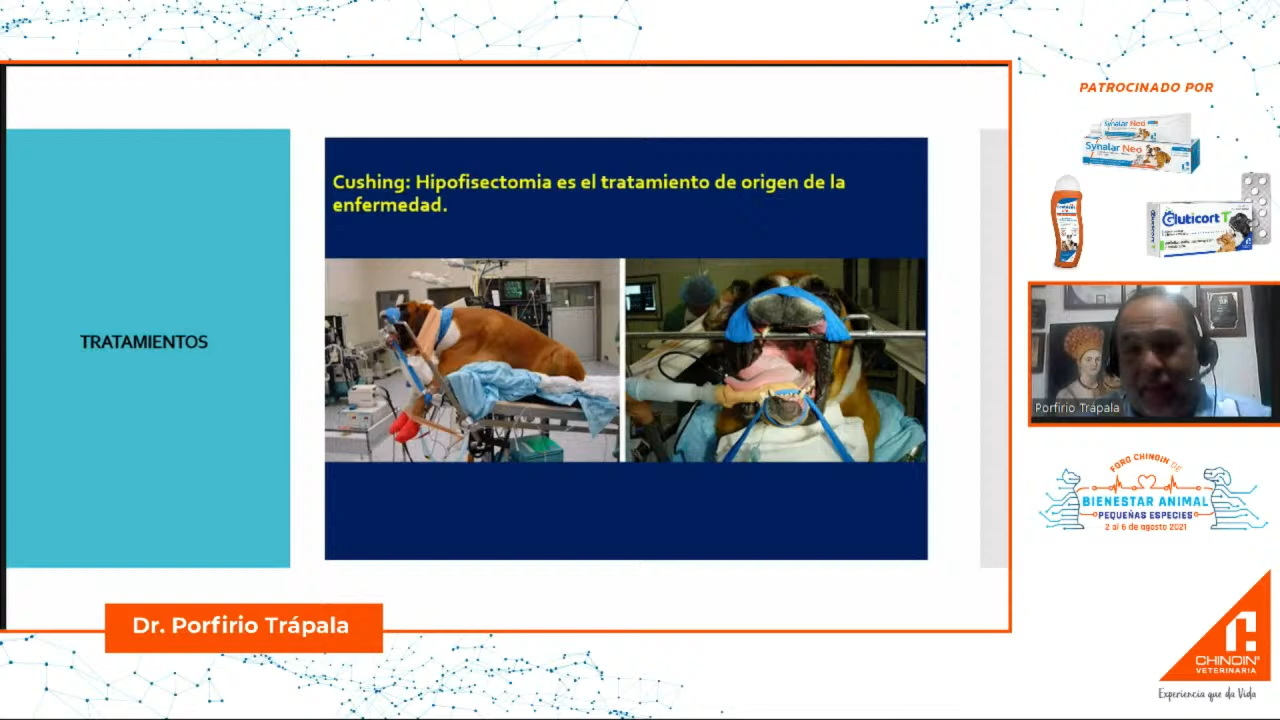 PATROCINADO POR
Synalar Neo
Synalar Neo
Gluticort T
TRATAMIENTOS
Cushing: Hipofisectomia es el tratamiento de origen de la
enfermedad.
Porfirio Trápala
FORO CHINOIN DE
BIENESTAR ANIMAL
PEQUEÑAS ESPECIES
2 al 6 de agosto 2021
Dr. Porfirio Trápala
CHINOIN
VETERINARIA
Experiencia que da Vida